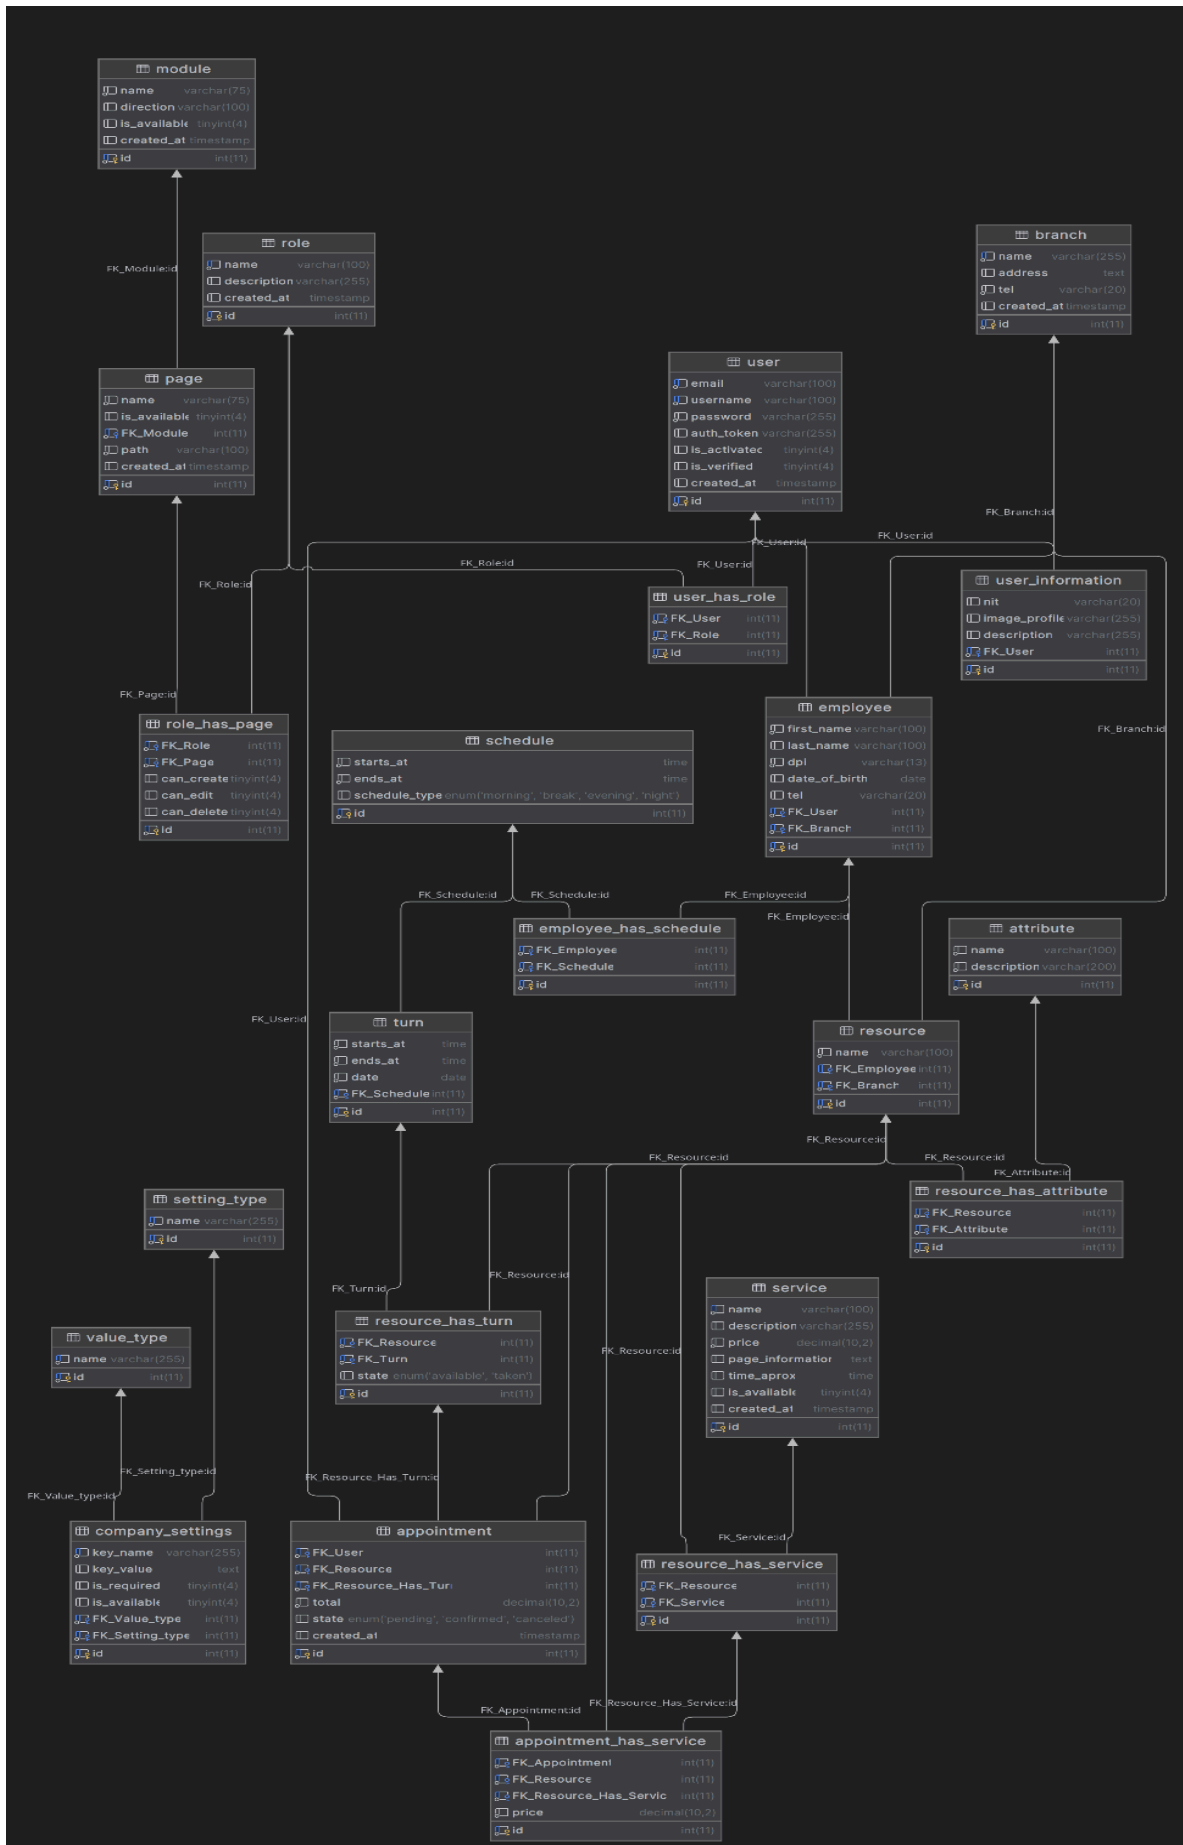 module
name varchar(75)
direction varchar(100)
is_available tinyint(4)
created_at timestamp
id int(11)
FK_Module:id
role
name varchar(100)
description varchar(255)
created_at timestamp
id int(11)
branch
name varchar(255)
address text
tel varchar(20)
created_at timestamp
id int(11)
page
name varchar(75)
is_available tinyint(4)
FK_Module int(11)
path varchar(100)
created_at timestamp
id int(11)
user
email varchar(100)
username varchar(100)
password varchar(255)
auth_token varchar(255)
is_activated tinyint(4)
is_verified tinyint(4)
created_at timestamp
id int(11)
FK_Branch:id
FK_User:id
FK_User:id
FK_User:id
FK_Role:id
FK_Role:id
user_has_role
FK_User int(11)
FK_Role int(11)
id int(11)
user_information
nit varchar(20)
image_profile varchar(255)
description varchar(255)
FK_User int(11)
id int(11)
FK_Page:id
role_has_page
FK_Role int(11)
FK_Page int(11)
can_create tinyint(4)
can_edit tinyint(4)
can_delete tinyint(4)
id int(11)
schedule
starts_at time
ends_at time
schedule_type enum('morning', 'break', 'evening', 'night')
id int(11)
employee
first_name varchar(100)
last_name varchar(100)
dpi varchar(13)
date_of_birth date
tel varchar(20)
FK_User int(11)
FK_Branch int(11)
id int(11)
FK_Branch:id
FK_Schedule:id
FK_Schedule:id
FK_Employee:id
FK_Employee:id
employee_has_schedule
FK_Employee int(11)
FK_Schedule int(11)
id int(11)
attribute
name varchar(100)
description varchar(200)
id int(11)
FK_User:id
turn
starts_at time
ends_at time
date date
FK_Schedule int(11)
id int(11)
resource
name varchar(100)
FK_Employee int(11)
FK_Branch int(11)
id int(11)
FK_Resource:id
FK_Resource:id
FK_Resource:id
FK_Attribute:id
resource_has_attribute
FK_Resource int(11)
FK_Attribute int(11)
id int(11)
setting_type
name varchar(255)
id int(11)
FK_Turn:id
FK_Resource:id
service
name varchar(100)
description varchar(255)
price decimal(10,2)
page_information text
time_aprox time
is_available tinyint(4)
created_at timestamp
id int(11)
value_type
name varchar(255)
id int(11)
resource_has_turn
FK_Resource int(11)
FK_Turn int(11)
state enum('available', 'taken')
id int(11)
FK_Resource:id
FK_Setting_type:id
FK_Value_type:id
FK_Resource_Has_Turn:id
FK_Service:id
company_settings
key_name varchar(255)
key_value text
is_required tinyint(4)
is_available tinyint(4)
FK_Value_type int(11)
FK_Setting_type int(11)
id int(11)
appointment
FK_User int(11)
FK_Resource int(11)
FK_Resource_Has_Turn int(11)
total decimal(10,2)
state enum('pending', 'confirmed', 'canceled')
created_at timestamp
id int(11)
resource_has_service
FK_Resource int(11)
FK_Service int(11)
id int(11)
FK_Appointment:id
FK_Resource_Has_Service:id
appointment_has_service
FK_Appointment int(11)
FK_Resource int(11)
FK_Resource_Has_Servic int(11)
price decimal(10,2)
id int(11)